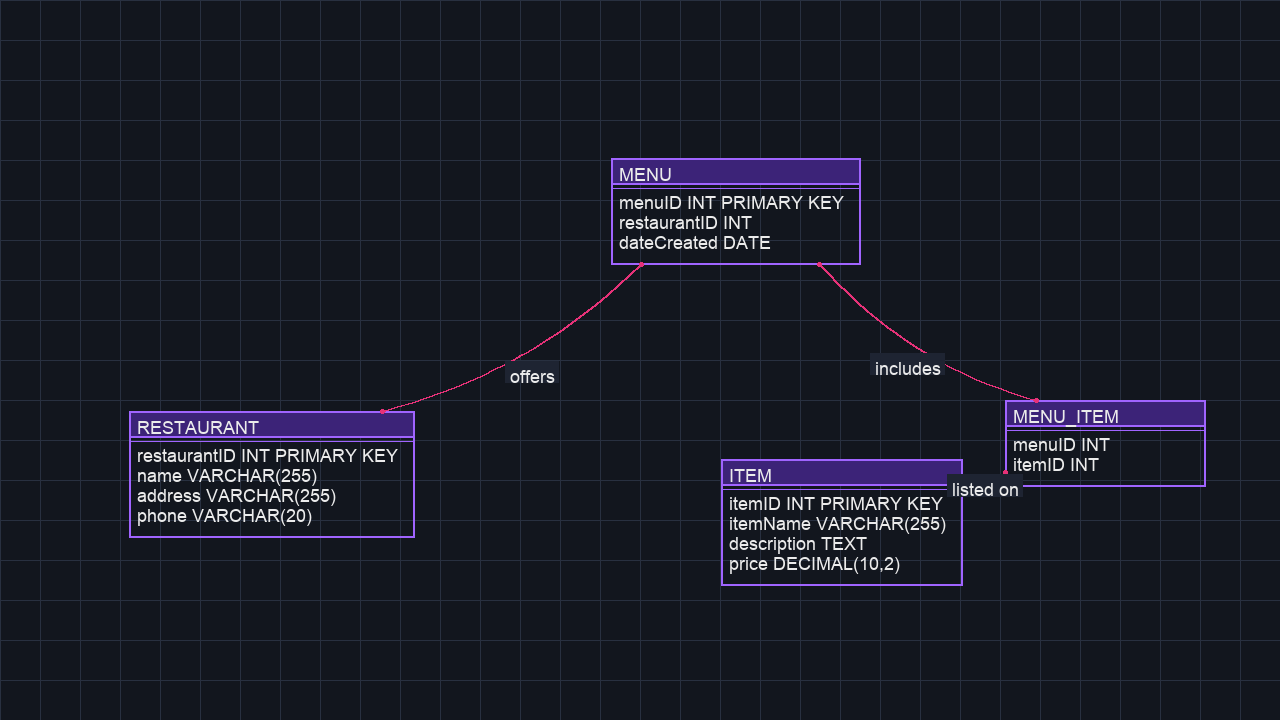 MENU
menuID INT PRIMARY KEY
restaurantID INT
dateCreated DATE
offers
includes
RESTAURANT
restaurantID INT PRIMARY KEY
name VARCHAR(255)
address VARCHAR(255)
phone VARCHAR(20)
MENU_ITEM
menuID INT
itemID INT
listed on
ITEM
itemID INT PRIMARY KEY
itemName VARCHAR(255)
description TEXT
price DECIMAL(10,2)